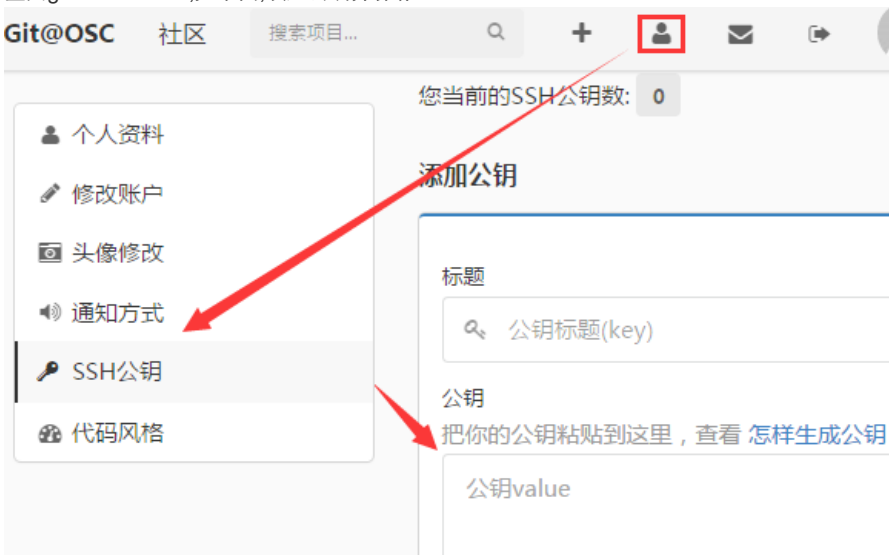 Git@OSC 社区 搜索项目...
您当前的SSH公钥数: 0
个人资料
修改账户
头像修改
通知方式
SSH公钥
代码风格
添加公钥
标题
公钥标题(key)
公钥
把你的公钥粘贴到这里，查看 怎样生成公钥
公钥value